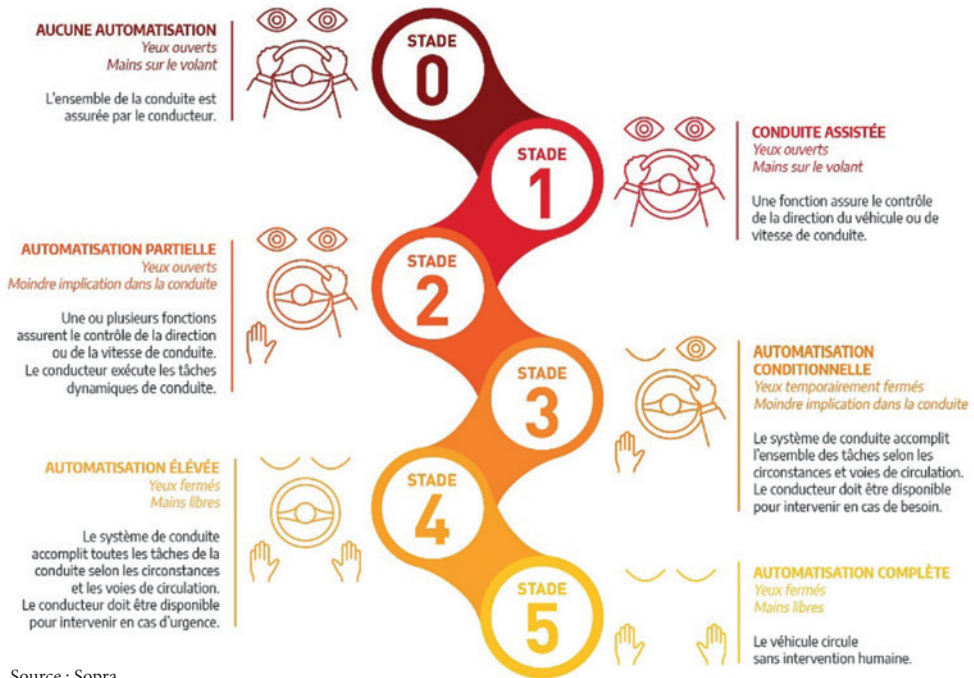 AUCUNE AUTOMATISATION
Yeux ouverts
Mains sur le volant
L'ensemble de la conduite est
assurée par le conducteur.
STADE
0
STADE
1
CONDUITE ASSISTÉE
Yeux ouverts
Mains sur le volant
Une fonction assure le contrôle
de la direction du véhicule ou de
vitesse de conduite.
AUTOMATISATION PARTIELLE
Yeux ouverts
Moindre implication dans la conduite
Une ou plusieurs fonctions
assurent le contrôle de la direction
ou de la vitesse de conduite.
Le conducteur exécute les tâches
dynamiques de conduite.
STADE
2
STADE
3
AUTOMATISATION
CONDITIONNELLE
Yeux temporairement fermés
Moindre implication dans la conduite
Le système de conduite accomplit
l'ensemble des tâches selon les
circonstances et voies de circulation.
Le conducteur doit être disponible
pour intervenir en cas de besoin.
AUTOMATISATION ÉLEVÉE
Yeux fermés
Mains libres
Le système de conduite
accomplit toutes les tâches de la
conduite selon les circonstances
et les voies de circulation.
Le conducteur doit être disponible
pour intervenir en cas d'urgence.
STADE
4
STADE
5
AUTOMATISATION COMPLÈTE
Yeux fermés
Mains libres
Le véhicule circule
sans intervention humaine.
Source : Sopra